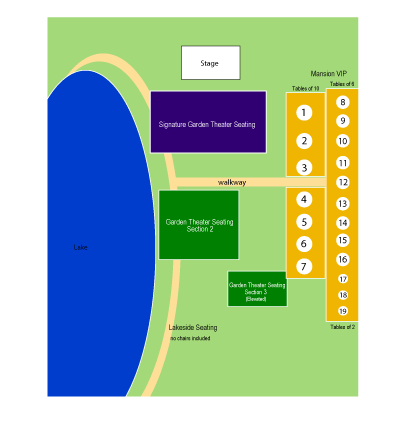 Stage
Mansion VIP
Tables of 10
Tables of 6
Signature Garden Theater Seating
1
2
3
8
9
10
11
12
walkway
Garden Theater Seating
Section 2
4
5
6
7
13
14
15
16
17
18
19
Lake
Garden Theater Seating
Section 3
(Elevated)
Lakeside Seating
no chairs included
Tables of 2